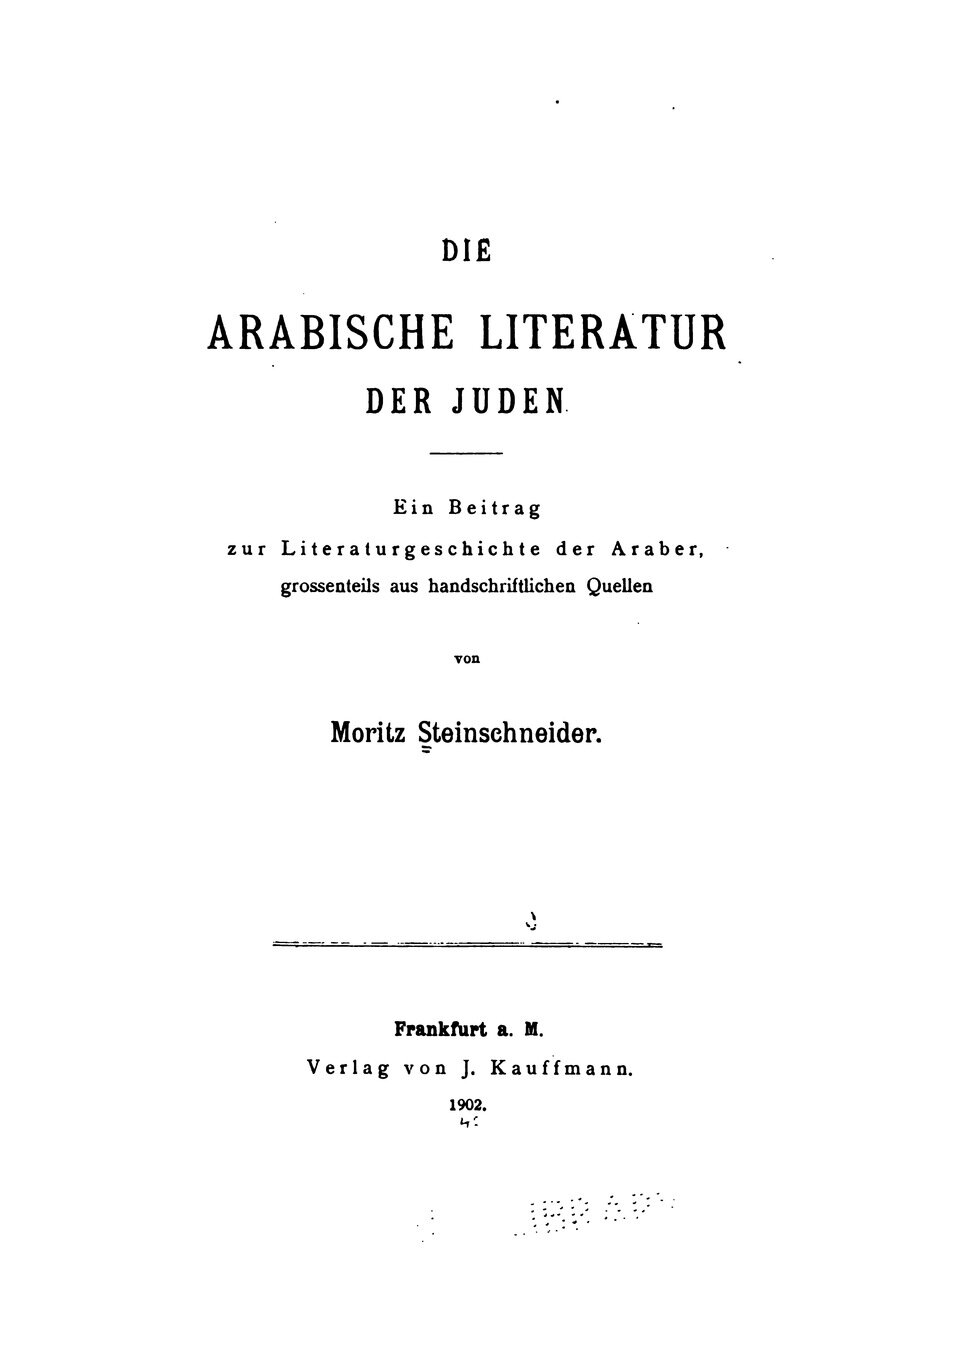 DIE
ARABISCHE LITERATUR
DER JUDEN
Ein Beitrag
zur Literaturgeschichte der Araber,
grossenteils aus handschriftlichen Quellen
von
Moritz Steinschneider.
Frankfurt a. M.
Verlag von J. Kauffmann.
1902.